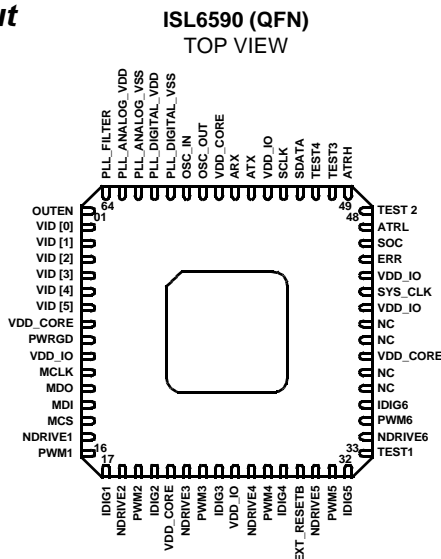 ut
ISL6590 (QFN)
TOP VIEW
PLL_FILTER
PLL_ANALOG_VDD
PLL_ANALOG_VSS
PLL_DIGITAL_VDD
PLL_DIGITAL_VSS
OSC_IN
OSC_OUT
VDD_CORE
ARX
ATX
VDD_IO
SCLK
SDATA
TEST4
TEST3
ATRH
64
49
01
48
OUTEN
VID [0]
VID [1]
VID [2]
VID [3]
VID [4]
VID [5]
VDD_CORE
PWRGD
VDD_IO
MCLK
MDO
MDI
MCS
NDRIVE1
PWM1
TEST 2
ATRL
SOC
ERR
VDD_IO
SYS_CLK
VDD_IO
NC
NC
VDD_CORE
NC
NC
IDIG6
PWM6
NDRIVE6
TEST1
16
33
17
32
IDIG1
NDRIVE2
PWM2
IDIG2
VDD_CORE
NDRIVE3
PWM3
IDIG3
VDD_IO
NDRIVE4
PWM4
IDIG4
EXT_RESETB
NDRIVE5
PWM5
IDIG5